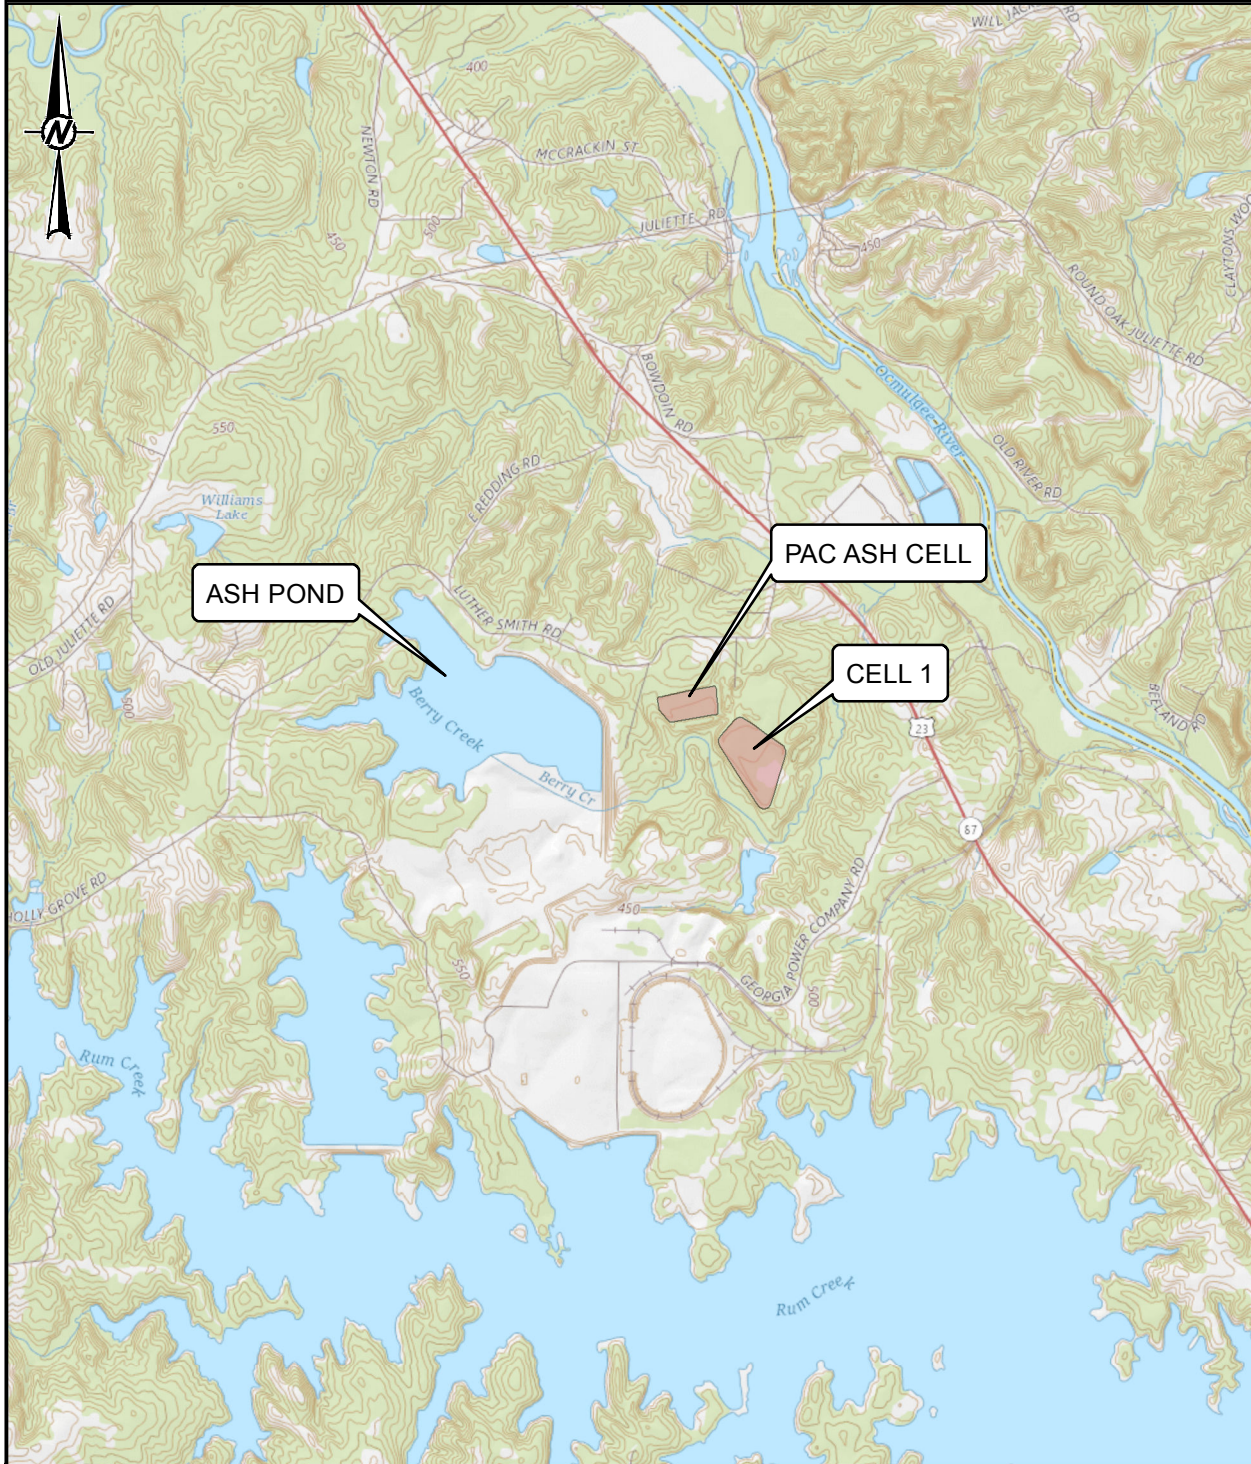 WILL JACK RD
400
N
NEWTON RD
MCCRACKIN ST
JULIETTE RD
450
500
450
CLAYTONS WO
ROUND OAK JULIETTE RD
BOWDOIN RD
Ocmulgee River
550
E REDDING RD
OLD RIVER RD
Williams
Lake
PAC ASH CELL
ASH POND
LUTHER SMITH RD
OLD JULIETTE RD
CELL 1
500
Berry Creek
BEELAND RD
23
Berry Cr
87
HOLLY GROVE RD
450
GEORGIA POWER COMPANY RD
550
500
Rum Creek
Rum Creek